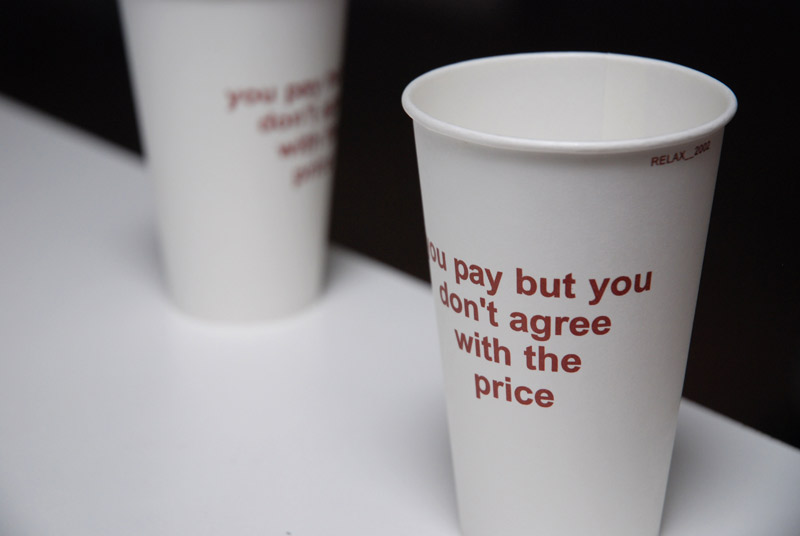 you pay
don't
with
RELAX_2002
ou pay but you
don't agree
with the
price